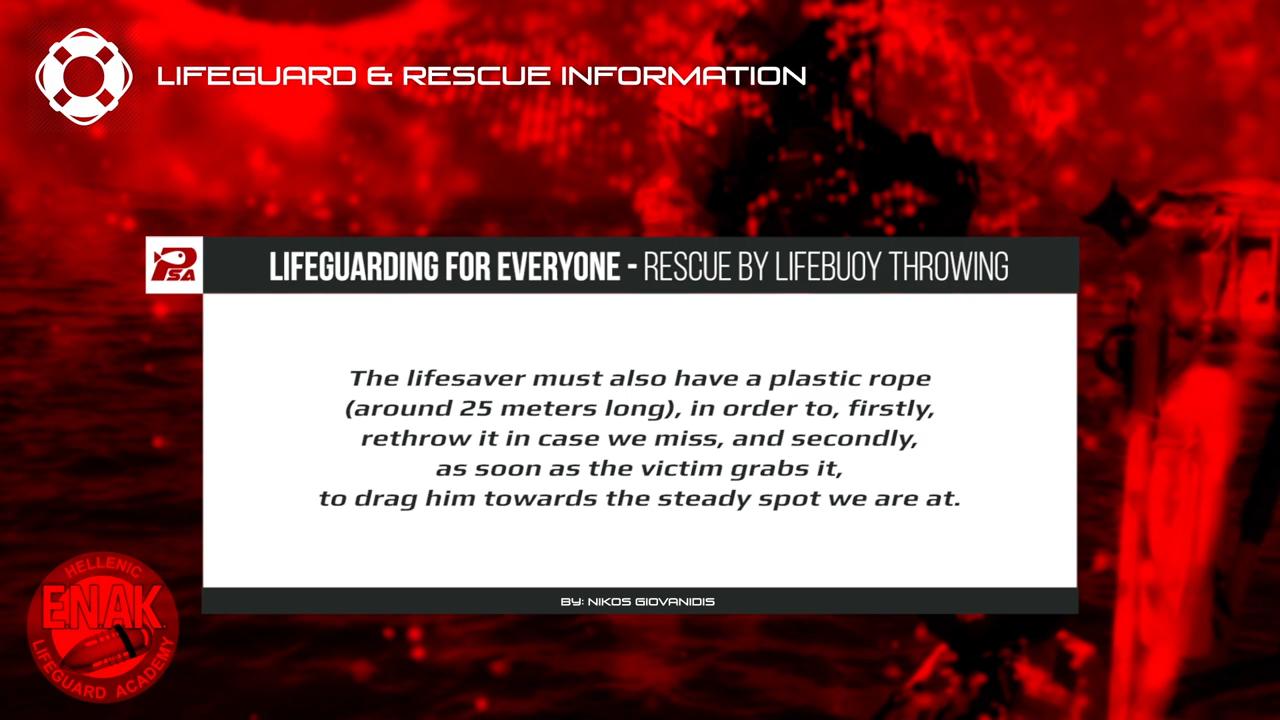 LIFEGUARD & RESCUE INFORMATION
PSA
LIFEGUARDING FOR EVERYONE - RESCUE BY LIFEBUOY THROWING
The lifesaver must also have a plastic rope
(around 25 meters long), in order to, firstly,
rethrow it in case we miss, and secondly,
as soon as the victim grabs it,
to drag him towards the steady spot we are at.
BY: NIKOS GIOVANIDIS
HELLENIC
E.N.A.K.
LIFEGUARD ACADEMY